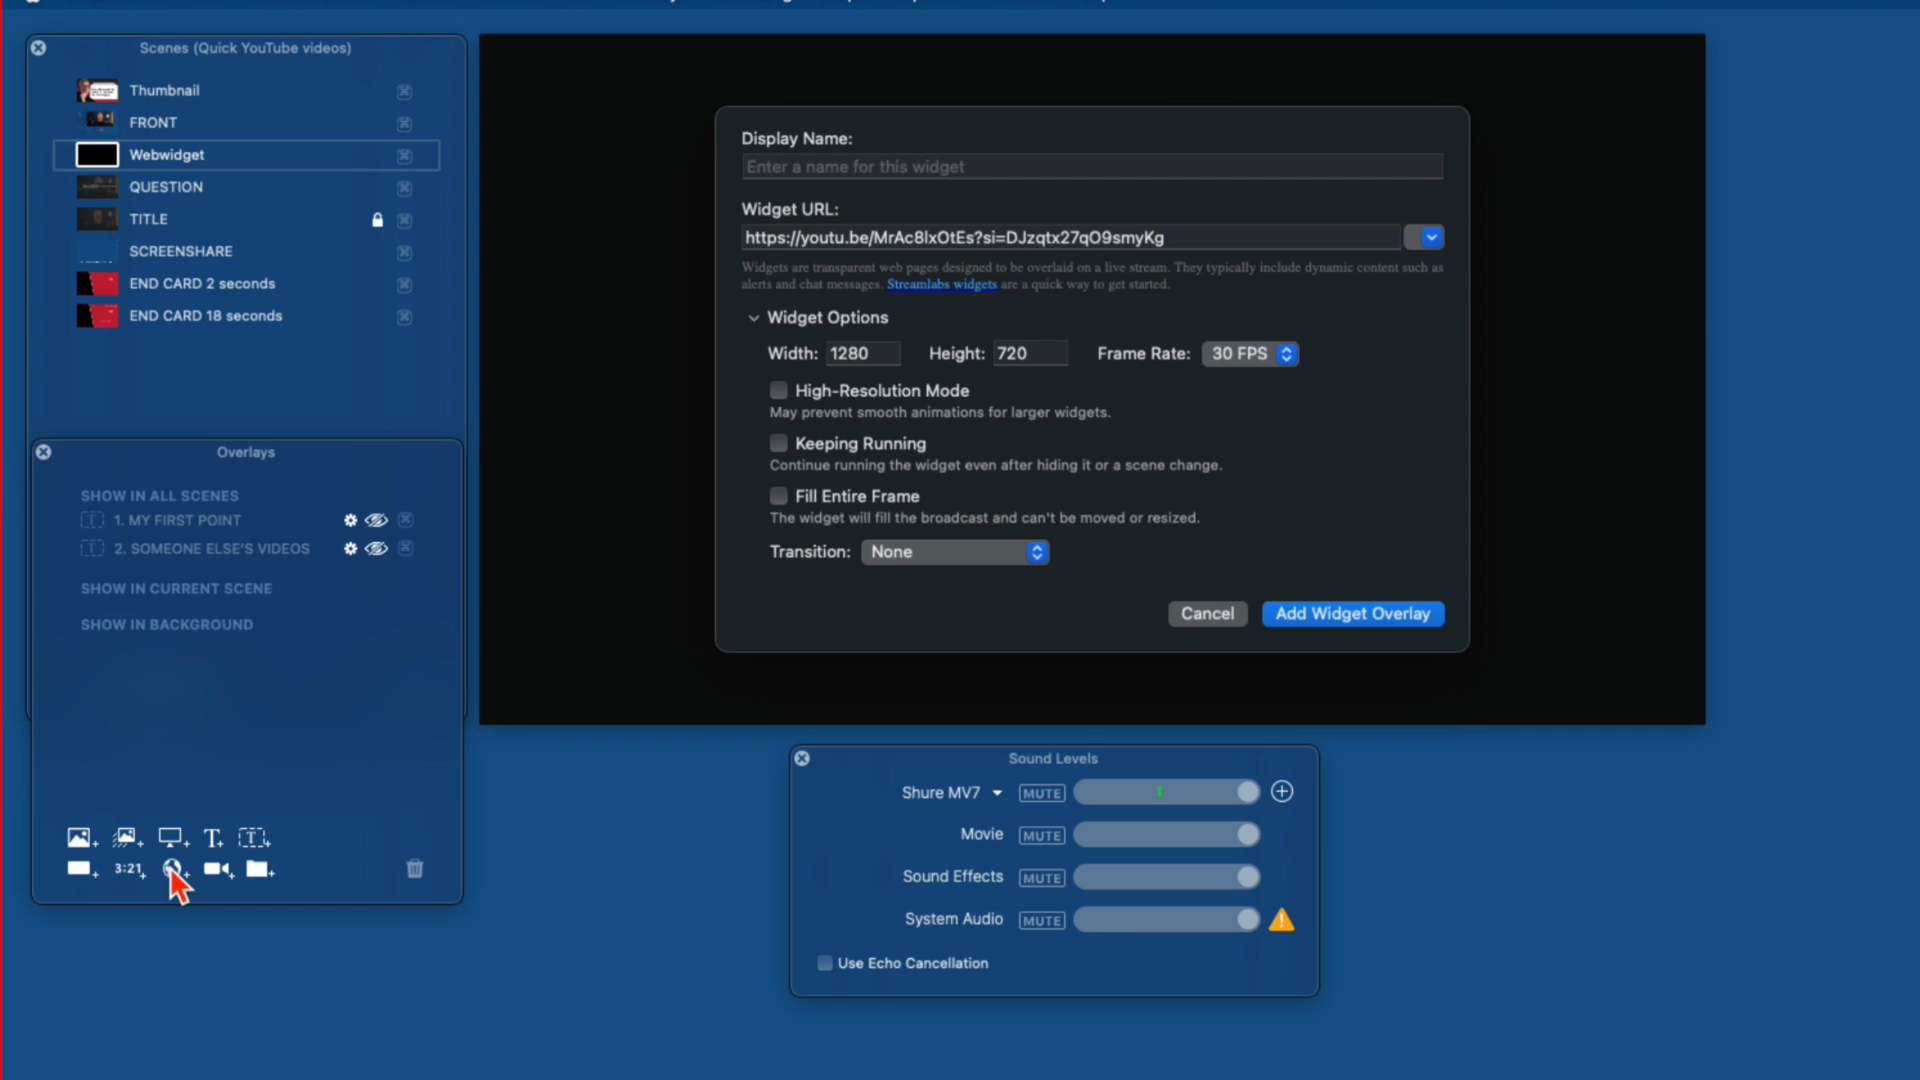 Scenes (Quick YouTube videos)
Thumbnail
FRONT
Webwidget
QUESTION
TITLE
SCREENSHARE
END CARD 2 seconds
END CARD 18 seconds
Overlays
SHOW IN ALL SCENES
1. MY FIRST POINT
2. SOMEONE ELSE'S VIDEOS
SHOW IN CURRENT SCENE
SHOW IN BACKGROUND
3:21
Display Name:
Enter a name for this widget
Widget URL:
https://youtu.be/MrAc8lxOtEs?si=DJzqtx27qO9smyKg
Widgets are transparent web pages designed to be overlaid on a live stream. They typically include dynamic content such as
alerts and chat messages. Streamlabs widgets are a quick way to get started.
Widget Options
Width: 1280 Height: 720 Frame Rate: 30 FPS
High-Resolution Mode
May prevent smooth animations for larger widgets.
Keeping Running
Continue running the widget even after hiding it or a scene change.
Fill Entire Frame
The widget will fill the broadcast and can't be moved or resized.
Transition: None
Cancel Add Widget Overlay
Sound Levels
Shure MV7 MUTE
Movie MUTE
Sound Effects MUTE
System Audio MUTE
Use Echo Cancellation